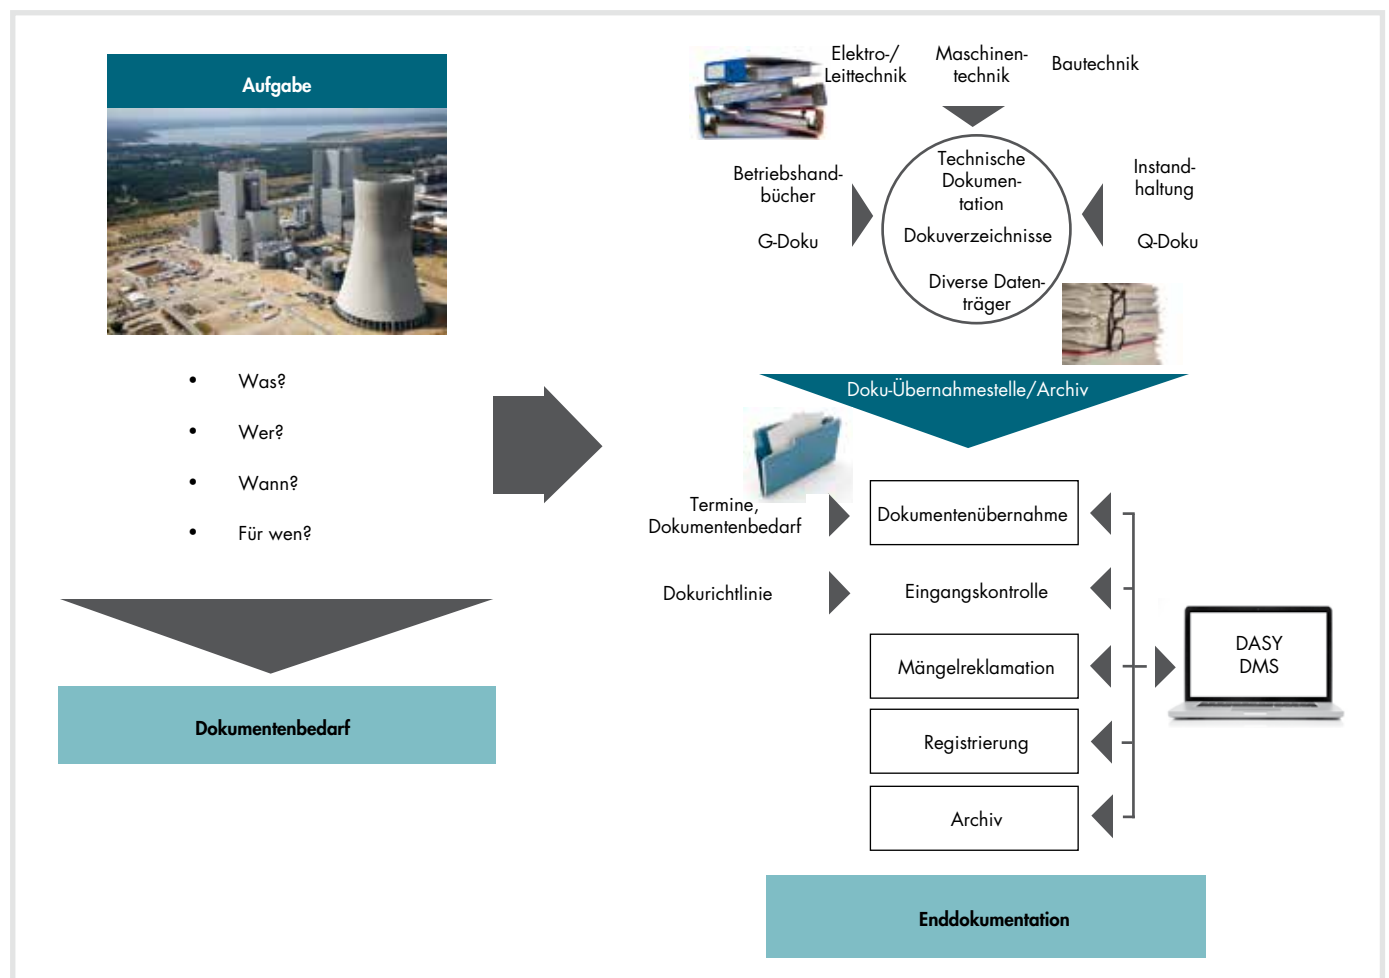 Aufgabe
• Was?
• Wer?
• Wann?
• Für wen?
Dokumentenbedarf
Elektro-/
Leittechnik
Maschinen-
technik
Bautechnik
Betriebshand-
bücher
G-Doku
Technische
Dokumen-
tation
Dokuverzeichnisse
Diverse Daten-
träger
Instand-
haltung
Q-Doku
Doku-Übernahmestelle/Archiv
Termine,
Dokumentenbedarf
Dokumentenübernahme
Dokurichtlinie
Eingangskontrolle
Mängelreklamation
Registrierung
Archiv
DASY
DMS
Enddokumentation